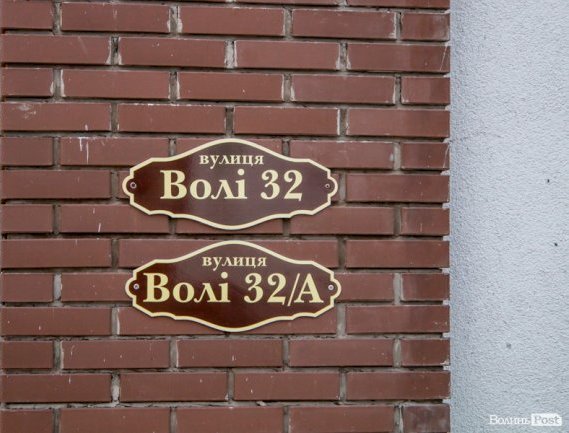 вулиця
Волі 32
вулиця
Волі 32/А
Волинь Post